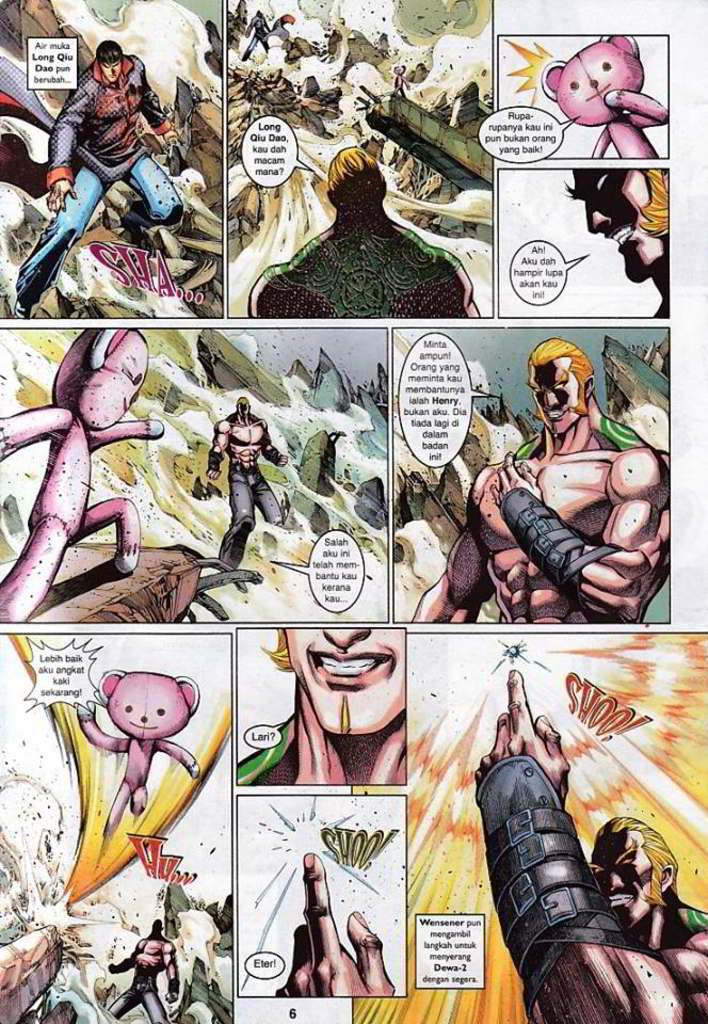 Air muka
Long Qiu
Dao pun
berubah...
SHA...
Long
Qiu Dao,
kau dah
macam
mana?
Rupa-
rupanya kau ini
pun bukan orang
yang baik!
Ah!
Aku dah
hampir lupa
akan kau
ini!
Salah
aku ini
telah mem-
bantu kau
kerana
kau...
Minta
ampun!
Orang yang
meminta kau
membantunya
ialah Henry,
bukan aku. Dia
tiada lagi di
dalam
badan
ini!
Lebih baik
aku angkat
kaki
sekarang!
HU...
Lari?
SHOO!
Eter!
SHOO!
Wensener pun
mengambil
langkah untuk
menyerang
Dewa-2
dengan segera.
6